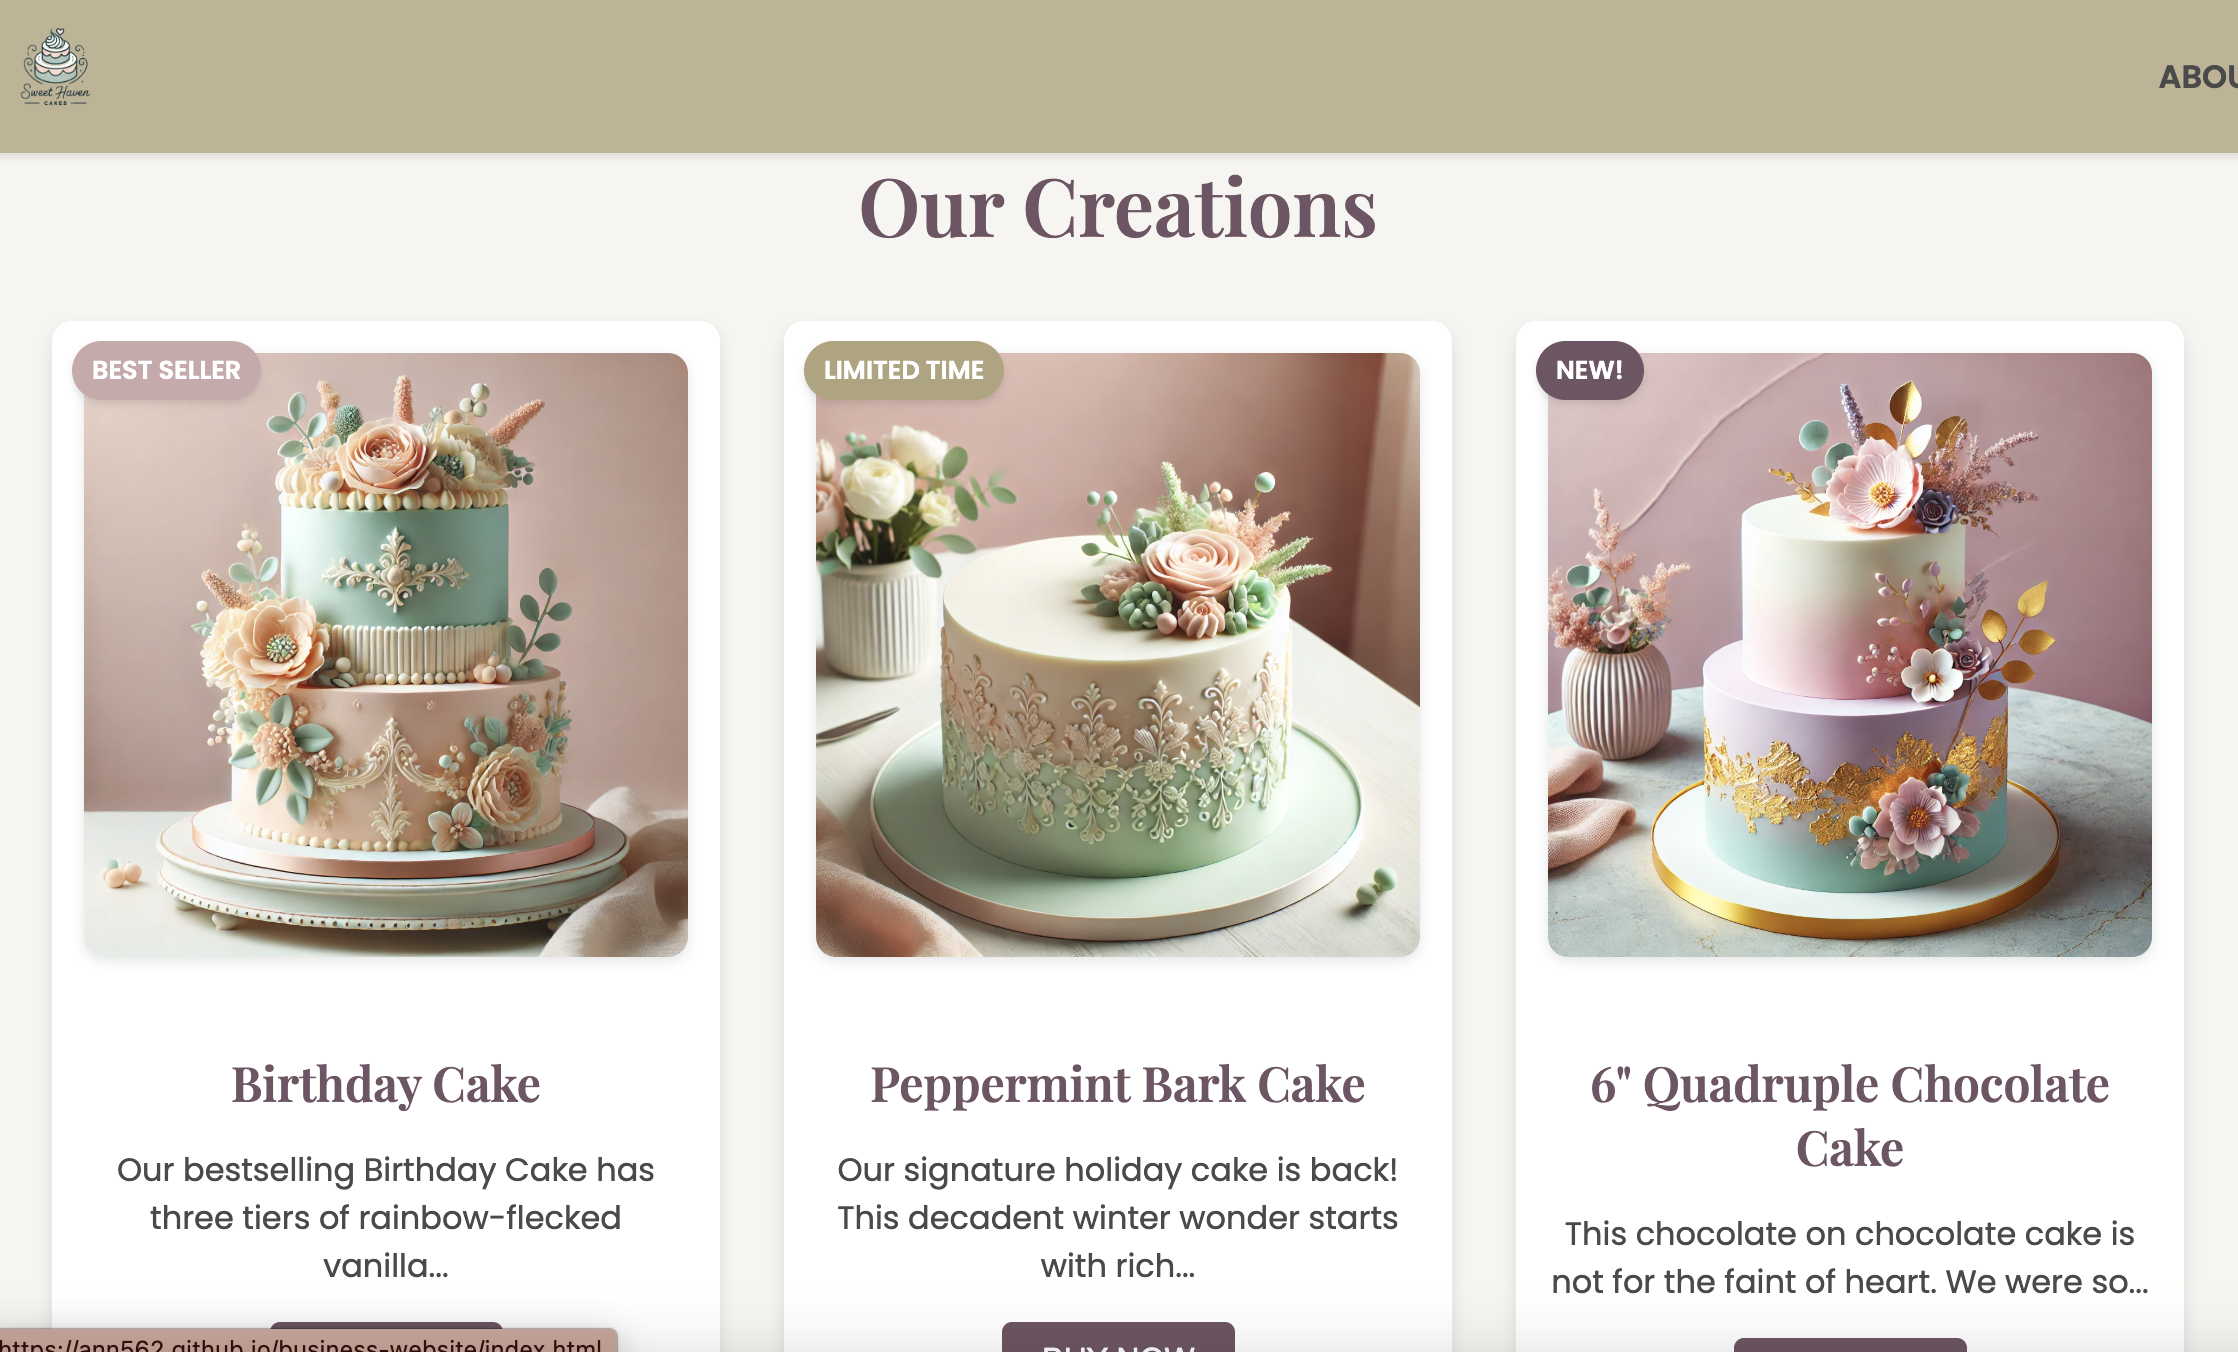 Sweet Haven
CAKES
ABOU
Our Creations
BEST SELLER
LIMITED TIME
NEW!
Birthday Cake
Our bestselling Birthday Cake has
three tiers of rainbow-flecked
vanilla...
Peppermint Bark Cake
Our signature holiday cake is back!
This decadent winter wonder starts
with rich...
BUY NOW
6" Quadruple Chocolate
Cake
This chocolate on chocolate cake is
not for the faint of heart. We were so...
https://ann562.github.io/business-website/index.html